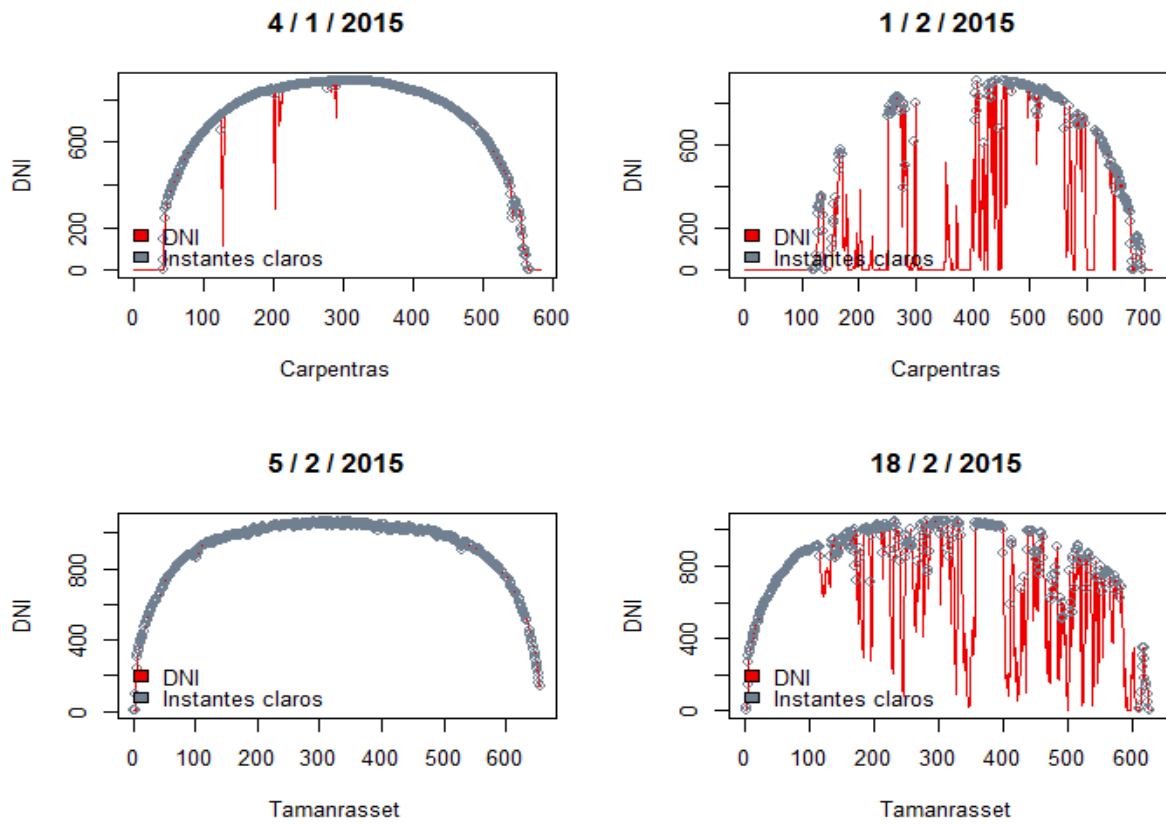 4 / 1 / 2015
DNI
600
200
0
DNI
Instantes claros
0 100 200 300 400 500 600
Carpentras
1 / 2 / 2015
DNI
600
200
0
DNI
Instantes claros
0 100 200 300 400 500 600 700
Carpentras
5 / 2 / 2015
DNI
800
400
0
DNI
Instantes claros
0 100 200 300 400 500 600
Tamanrasset
18 / 2 / 2015
DNI
800
400
0
DNI
Instantes claros
0 100 200 300 400 500 600
Tamanrasset